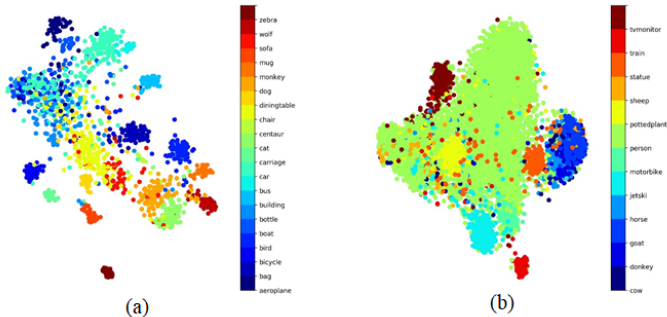 zebra
wolf
sofa
mug
monkey
dog
diningtable
chair
centaur
cat
carriage
car
bus
building
bottle
boat
bird
bicycle
bag
aeroplane
(a)
tvmonitor
train
statue
sheep
pottedplant
person
motorbike
jetski
horse
goat
donkey
cow
(b)